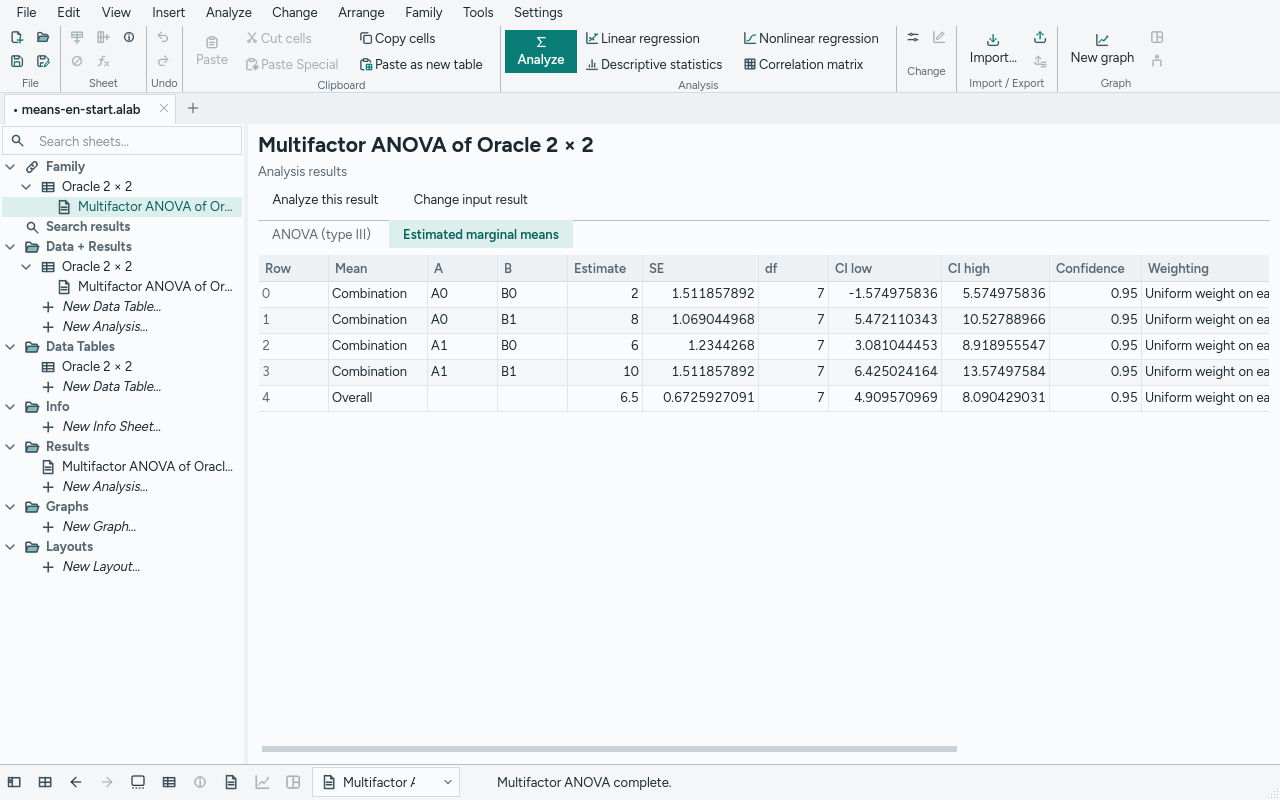 File Edit View Insert Analyze Change Arrange Family Tools Settings
Paste
Cut cells
Copy cells
Paste Special
Paste as new table
Σ
Analyze
Linear regression
Nonlinear regression
Descriptive statistics
Correlation matrix
Import...
New graph
File Sheet Undo Clipboard Analysis Change Import / Export Graph
• means-en-start.alab
Search sheets...
Family
Oracle 2 × 2
Multifactor ANOVA of Or...
Search results
Data + Results
Oracle 2 × 2
Multifactor ANOVA of Or...
New Data Table...
New Analysis...
Data Tables
Oracle 2 × 2
New Data Table...
Info
New Info Sheet...
Results
Multifactor ANOVA of Oracl...
New Analysis...
Graphs
New Graph...
Layouts
New Layout...
Multifactor ANOVA of Oracle 2 × 2
Analysis results
Analyze this result Change input result
ANOVA (type III) Estimated marginal means
Row Mean A B Estimate SE df CI low CI high Confidence Weighting
0 Combination A0 B0 2 1.511857892 7 -1.574975836 5.574975836 0.95 Uniform weight on ea
1 Combination A0 B1 8 1.069044968 7 5.472110343 10.52788966 0.95 Uniform weight on ea
2 Combination A1 B0 6 1.2344268 7 3.081044453 8.918955547 0.95 Uniform weight on ea
3 Combination A1 B1 10 1.511857892 7 6.425024164 13.57497584 0.95 Uniform weight on ea
4 Overall 6.5 0.6725927091 7 4.909570969 8.090429031 0.95 Uniform weight on ea
Multifactor A
Multifactor ANOVA complete.